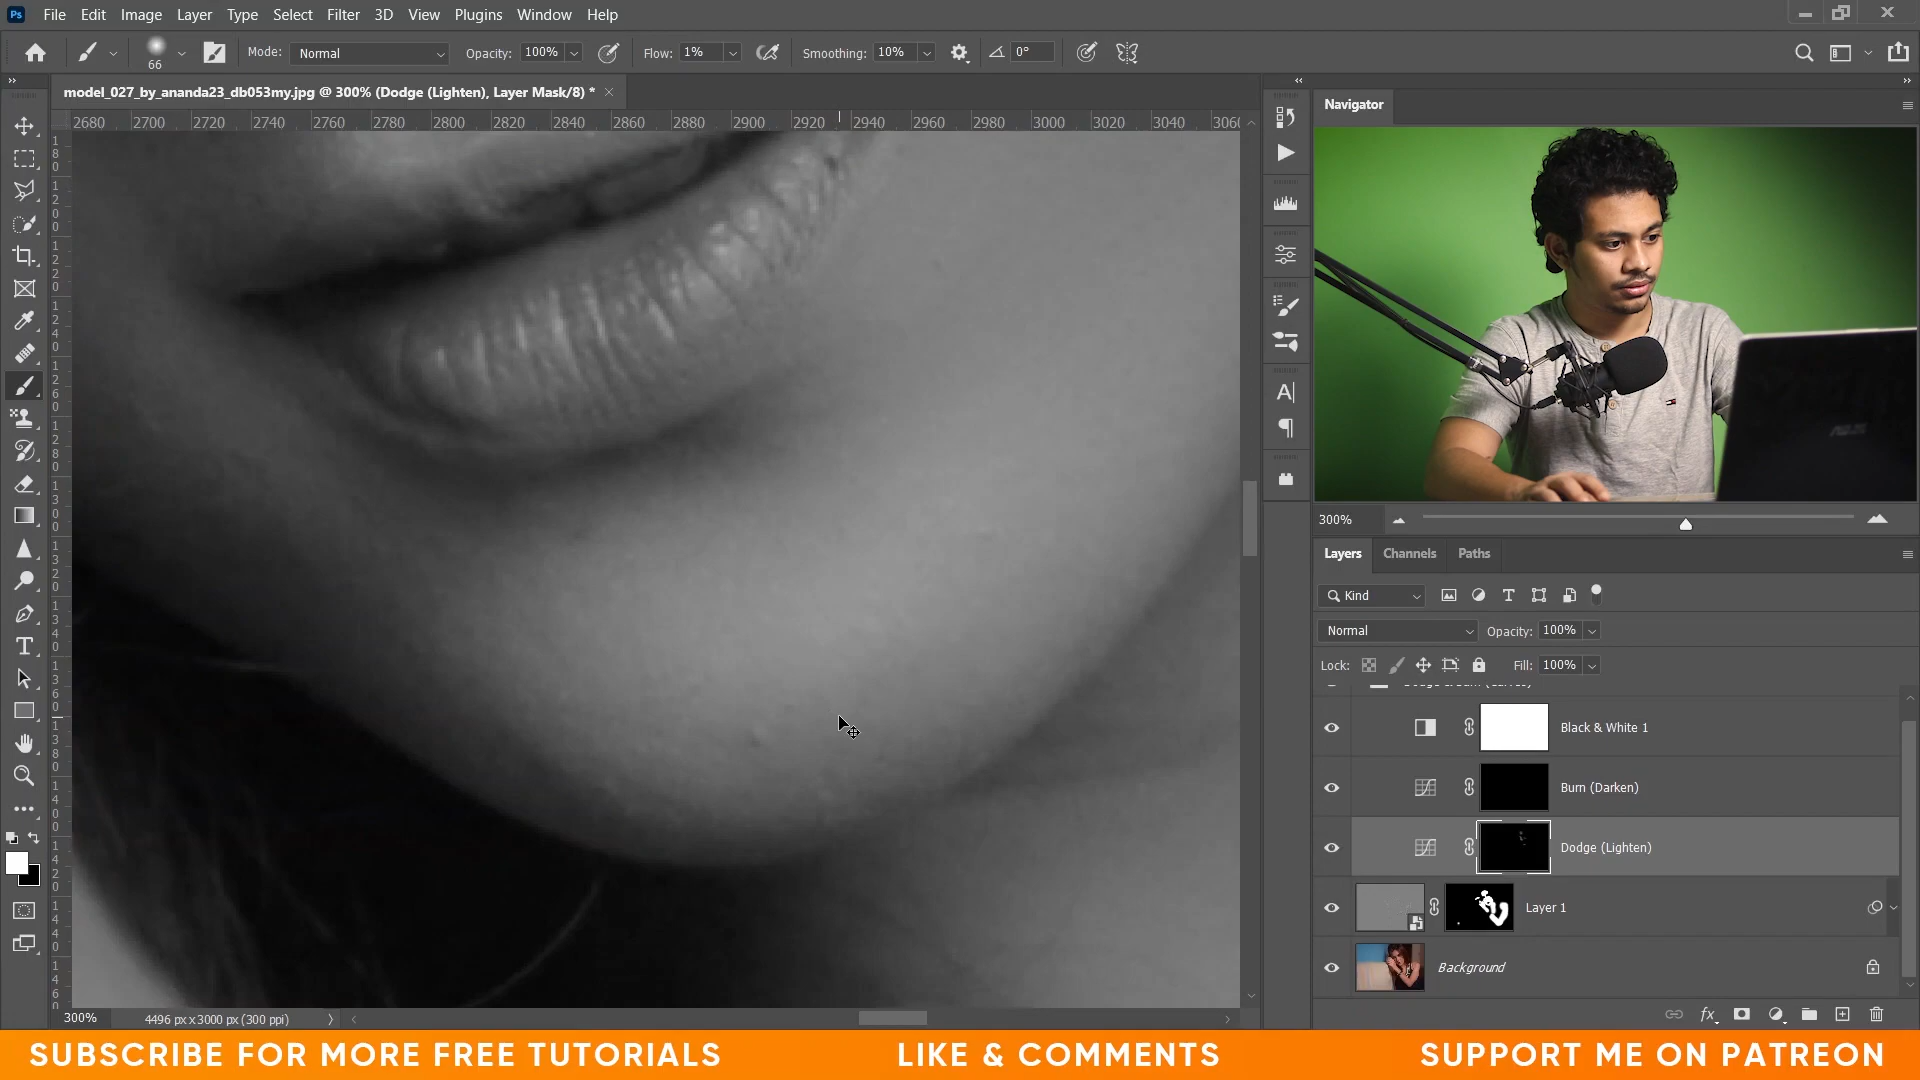 Ps File Edit Image Layer Type Select Filter 3D View Plugins Window Help
66 Mode: Normal Opacity: 100% Flow: 1% Smoothing: 10% 0°
model_027_by_ananda23_db053my.jpg @ 300% (Dodge (Lighten), Layer Mask/8) *
2680 2700 2720 2740 2760 2780 2800 2820 2840 2860 2880 2900 2920 2940 2960 2980 3000 3020 3040 3060
Navigator
ASUS
300%
Layers Channels Paths
Kind
Normal Opacity: 100%
Lock: Fill: 100%
Black & White 1
Burn (Darken)
Dodge (Lighten)
Layer 1
Background
300% 4496 px x 3000 px (300 ppi)
SUBSCRIBE FOR MORE FREE TUTORIALS LIKE & COMMENTS SUPPORT ME ON PATREON